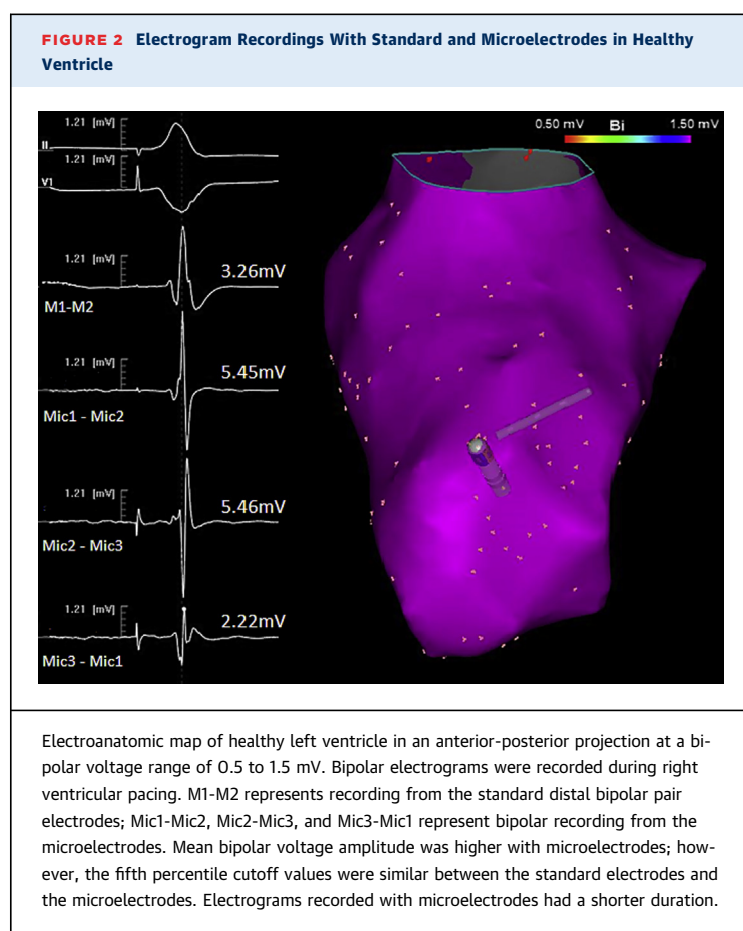 FIGURE 2 Electrogram Recordings With Standard and Microelectrodes in Healthy
Ventricle
1.21 [mV]
II
1.21 [mV]
V1
1.21 [mV]
3.26mV
M1-M2
1.21 [mV]
5.45mV
Mic1 - Mic2
1.21 [mV]
5.46mV
Mic2 - Mic3
1.21 [mV]
2.22mV
Mic3 - Mic1
0.50 mV Bi 1.50 mV
Electroanatomic map of healthy left ventricle in an anterior-posterior projection at a bi-
polar voltage range of 0.5 to 1.5 mV. Bipolar electrograms were recorded during right
ventricular pacing. M1-M2 represents recording from the standard distal bipolar pair
electrodes; Mic1-Mic2, Mic2-Mic3, and Mic3-Mic1 represent bipolar recording from the
microelectrodes. Mean bipolar voltage amplitude was higher with microelectrodes; how-
ever, the fifth percentile cutoff values were similar between the standard electrodes and
the microelectrodes. Electrograms recorded with microelectrodes had a shorter duration.